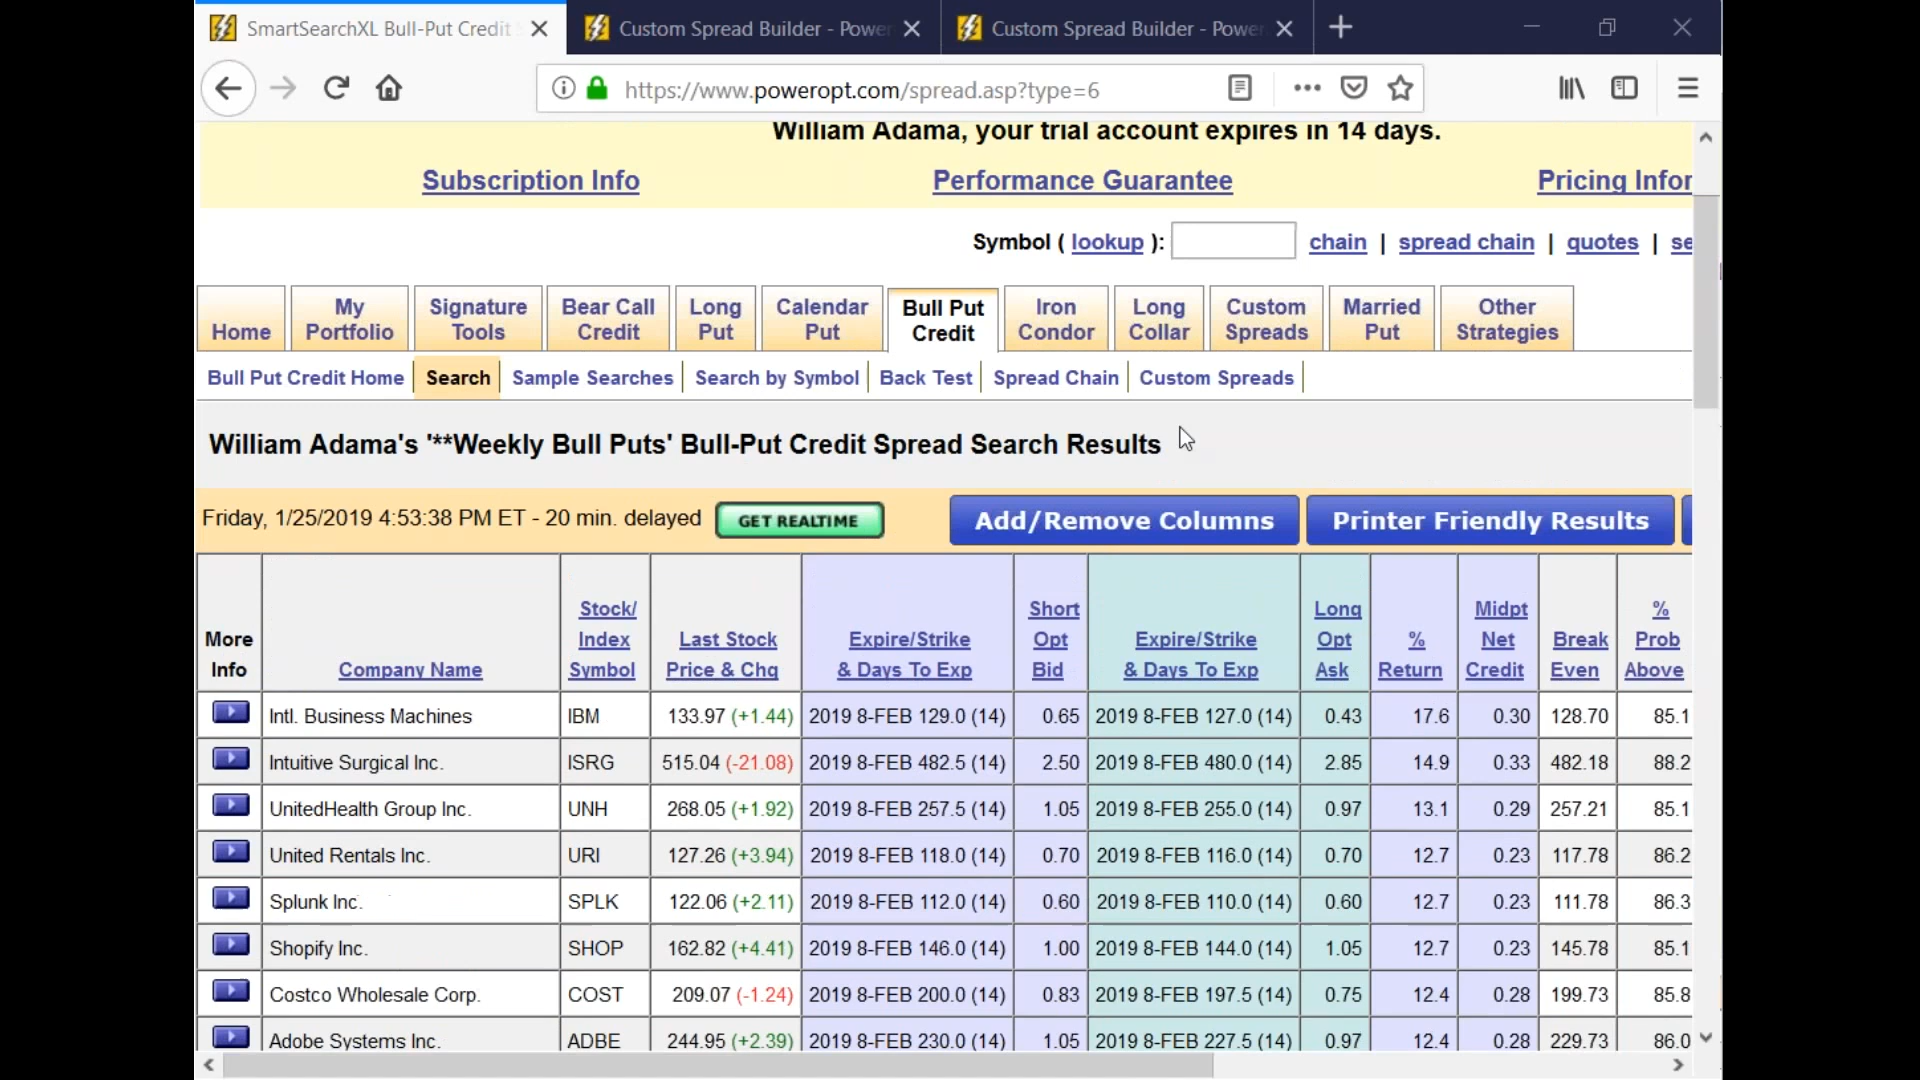 SmartSearchXL Bull-Put Credit
Custom Spread Builder - Power
Custom Spread Builder - Power
https://www.poweropt.com/spread.asp?type=6
William Adama, your trial account expires in 14 days.
Subscription Info Performance Guarantee Pricing Infor
Symbol ( lookup ): chain | spread chain | quotes | se
Home
My Portfolio
Signature Tools
Bear Call Credit
Long Put
Calendar Put
Bull Put Credit
Iron Condor
Long Collar
Custom Spreads
Married Put
Other Strategies
Bull Put Credit Home Search Sample Searches Search by Symbol Back Test Spread Chain Custom Spreads
William Adama's '**Weekly Bull Puts' Bull-Put Credit Spread Search Results
Friday, 1/25/2019 4:53:38 PM ET - 20 min. delayed GET REALTIME Add/Remove Columns Printer Friendly Results
More Info
Company Name
Stock/ Index Symbol
Last Stock Price & Chq
Expire/Strike & Days To Exp
Short Opt Bid
Expire/Strike & Days To Exp
Long Opt Ask
% Return
Midpt Net Credit
Break Even
% Prob Above
Intl. Business Machines IBM 133.97 (+1.44) 2019 8-FEB 129.0 (14) 0.65 2019 8-FEB 127.0 (14) 0.43 17.6 0.30 128.70 85.1
Intuitive Surgical Inc. ISRG 515.04 (-21.08) 2019 8-FEB 482.5 (14) 2.50 2019 8-FEB 480.0 (14) 2.85 14.9 0.33 482.18 88.2
UnitedHealth Group Inc. UNH 268.05 (+1.92) 2019 8-FEB 257.5 (14) 1.05 2019 8-FEB 255.0 (14) 0.97 13.1 0.29 257.21 85.1
United Rentals Inc. URI 127.26 (+3.94) 2019 8-FEB 118.0 (14) 0.70 2019 8-FEB 116.0 (14) 0.70 12.7 0.23 117.78 86.2
Splunk Inc. SPLK 122.06 (+2.11) 2019 8-FEB 112.0 (14) 0.60 2019 8-FEB 110.0 (14) 0.60 12.7 0.23 111.78 86.3
Shopify Inc. SHOP 162.82 (+4.41) 2019 8-FEB 146.0 (14) 1.00 2019 8-FEB 144.0 (14) 1.05 12.7 0.23 145.78 85.1
Costco Wholesale Corp. COST 209.07 (-1.24) 2019 8-FEB 200.0 (14) 0.83 2019 8-FEB 197.5 (14) 0.75 12.4 0.28 199.73 85.8
Adobe Systems Inc. ADBE 244.95 (+2.39) 2019 8-FEB 230.0 (14) 1.05 2019 8-FEB 227.5 (14) 0.97 12.4 0.28 229.73 86.0